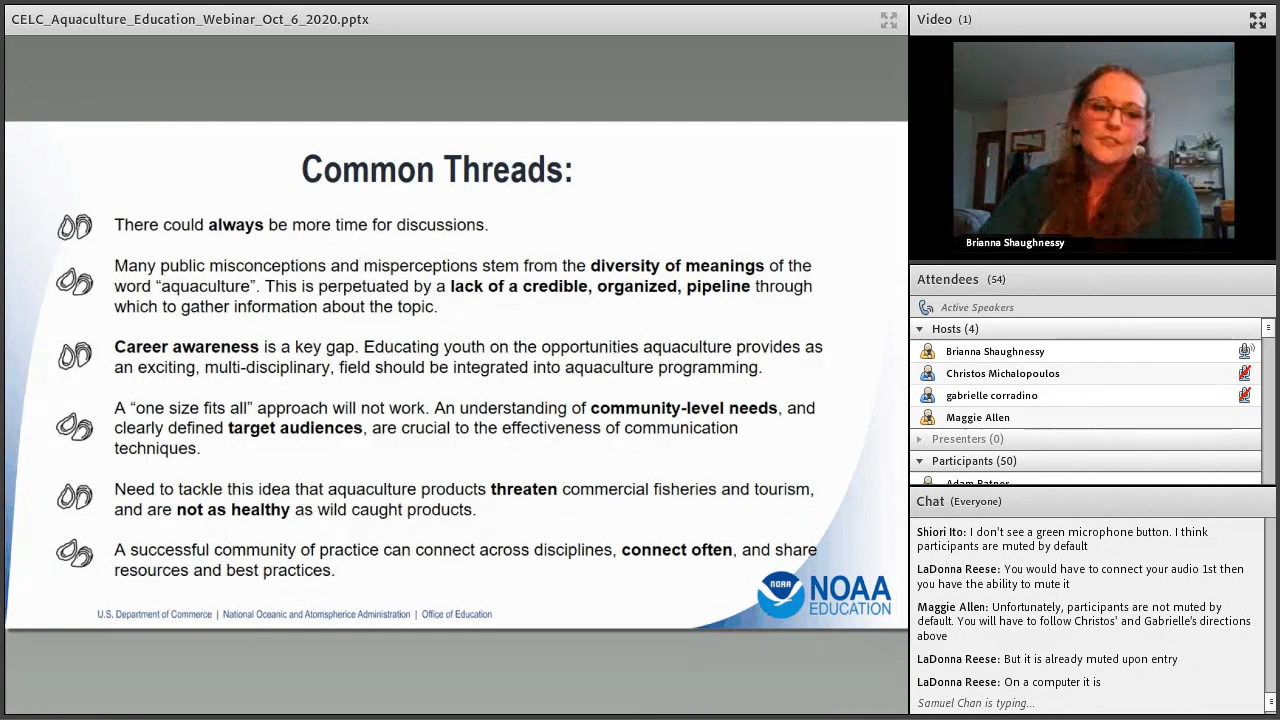 CELC_Aquaculture_Education_Webinar_Oct_6_2020.pptx
Common Threads:
There could always be more time for discussions.
Many public misconceptions and misperceptions stem from the diversity of meanings of the
word “aquaculture”. This is perpetuated by a lack of a credible, organized, pipeline through
which to gather information about the topic.
Career awareness is a key gap. Educating youth on the opportunities aquaculture provides as
an exciting, multi-disciplinary, field should be integrated into aquaculture programming.
A “one size fits all” approach will not work. An understanding of community-level needs, and
clearly defined target audiences, are crucial to the effectiveness of communication
techniques.
Need to tackle this idea that aquaculture products threaten commercial fisheries and tourism,
and are not as healthy as wild caught products.
A successful community of practice can connect across disciplines, connect often, and share
resources and best practices.
U.S. Department of Commerce | National Oceanic and Atomspherice Administration | Office of Education
NOAA
NOAA
EDUCATION
Video (1)
Brianna Shaughnessy
Attendees (54)
Active Speakers
Hosts (4)
Brianna Shaughnessy
Christos Michalopoulos
gabrielle corradino
Maggie Allen
Presenters (0)
Participants (50)
Adam Ratner
Chat (Everyone)
Shiori Ito: I don't see a green microphone button. I think
participants are muted by default
LaDonna Reese: You would have to connect your audio 1st then
you have the ability to mute it
Maggie Allen: Unfortunately, participants are not muted by
default. You will have to follow Christos' and Gabrielle's directions
above
LaDonna Reese: But it is already muted upon entry
LaDonna Reese: On a computer it is
Samuel Chan is typing...